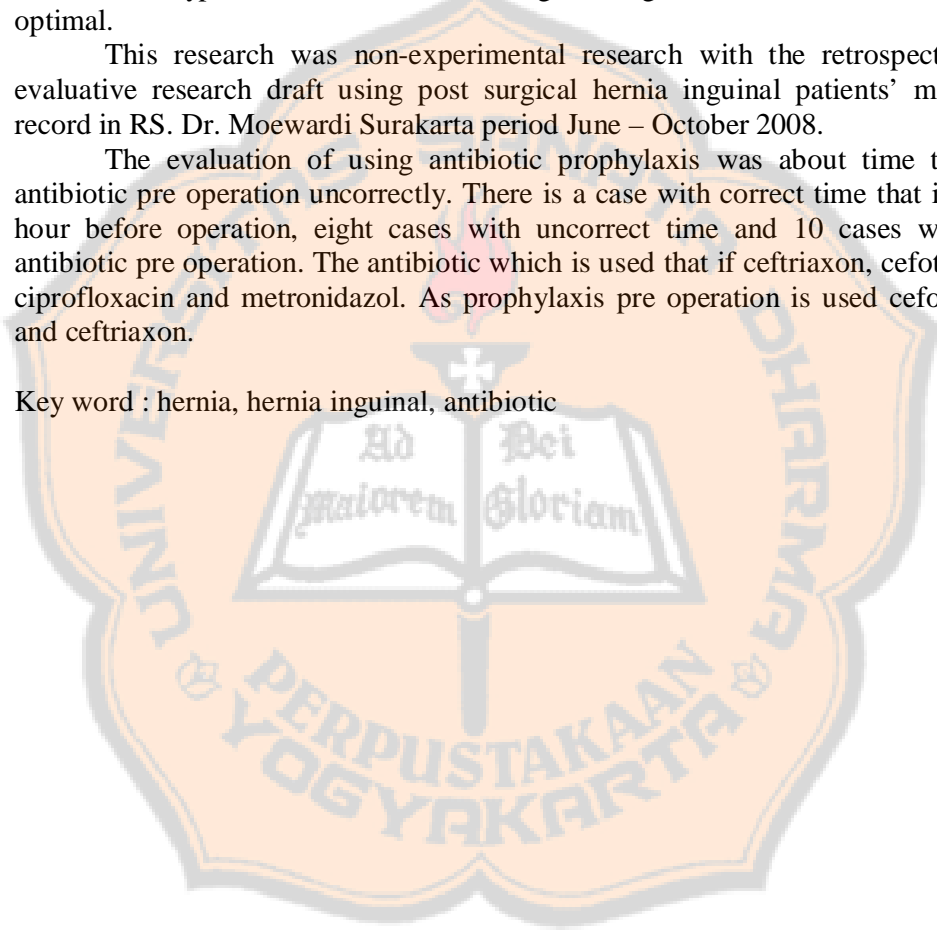 optimal.
This research was non-experimental research with the retrospect
evaluative research draft using post surgical hernia inguinal patients’ m
record in RS. Dr. Moewardi Surakarta period June – October 2008.
The evaluation of using antibiotic prophylaxis was about time t
antibiotic pre operation uncorrectly. There is a case with correct time that i
hour before operation, eight cases with uncorrect time and 10 cases w
antibiotic pre operation. The antibiotic which is used that if ceftriaxon, cefot
ciprofloxacin and metronidazol. As prophylaxis pre operation is used cefo
and ceftriaxon.
Key word : hernia, hernia inguinal, antibiotic
UNIVERSITAS SANATA DHARMA
Ad Dei
Maiorem Gloriam
PERPUSTAKAAN
YOGYAKARTA